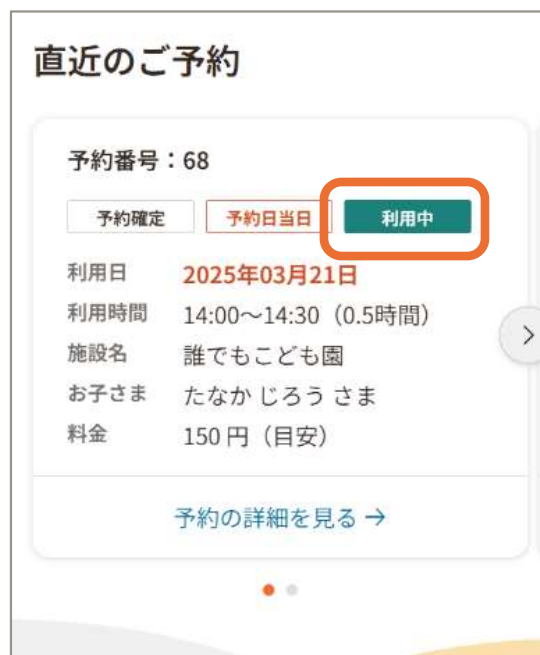 直近のご予約
予約番号：68
予約確定 予約日当日 利用中
利用日 2025年03月21日
利用時間 14:00～14:30（0.5時間）
施設名 誰でもこども園
お子さま たなか じろう さま
料金 150 円（目安）
予約の詳細を見る →